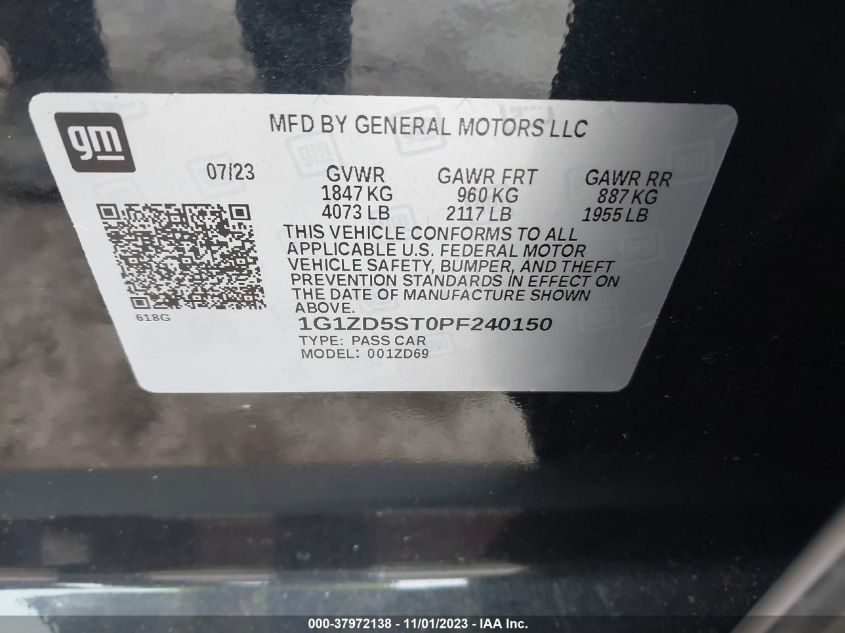 gm
MFD BY GENERAL MOTORS LLC
07/23
GVWR GAWR FRT GAWR RR
1847 KG 960 KG 887 KG
4073 LB 2117 LB 1955 LB
THIS VEHICLE CONFORMS TO ALL
APPLICABLE U.S. FEDERAL MOTOR
VEHICLE SAFETY, BUMPER, AND THEFT
PREVENTION STANDARDS IN EFFECT ON
THE DATE OF MANUFACTURE SHOWN
ABOVE.
618G
1G1ZD5ST0PF240150
TYPE: PASS CAR
MODEL: 001ZD69
000-37972138 - 11/01/2023 - IAA Inc.